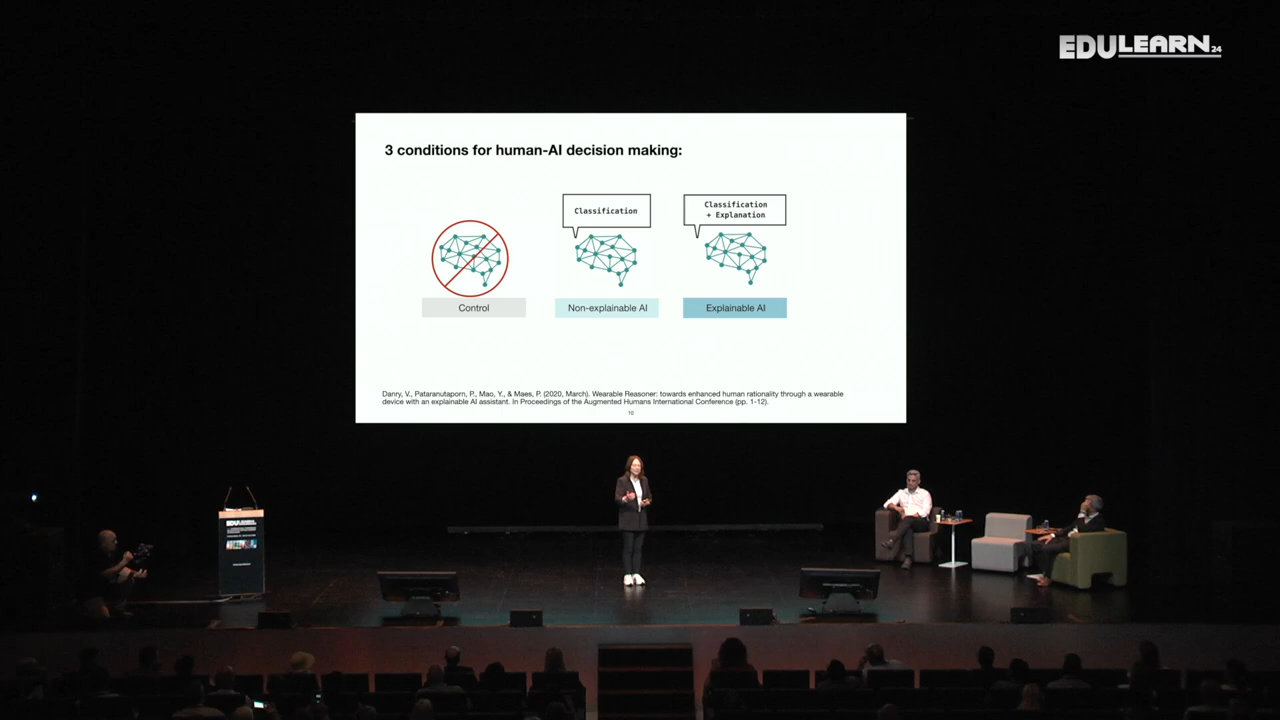 EDULEARN24
3 conditions for human-AI decision making:
Classification
Classification
+ Explanation
Control
Non-explainable AI
Explainable AI
Danry, V., Pataranutaporn, P., Mao, Y., & Maes, P. (2020, March). Wearable Reasoner: towards enhanced human rationality through a wearable
device with an explainable AI assistant. In Proceedings of the Augmented Humans International Conference (pp. 1-12).
10
EDULEARN